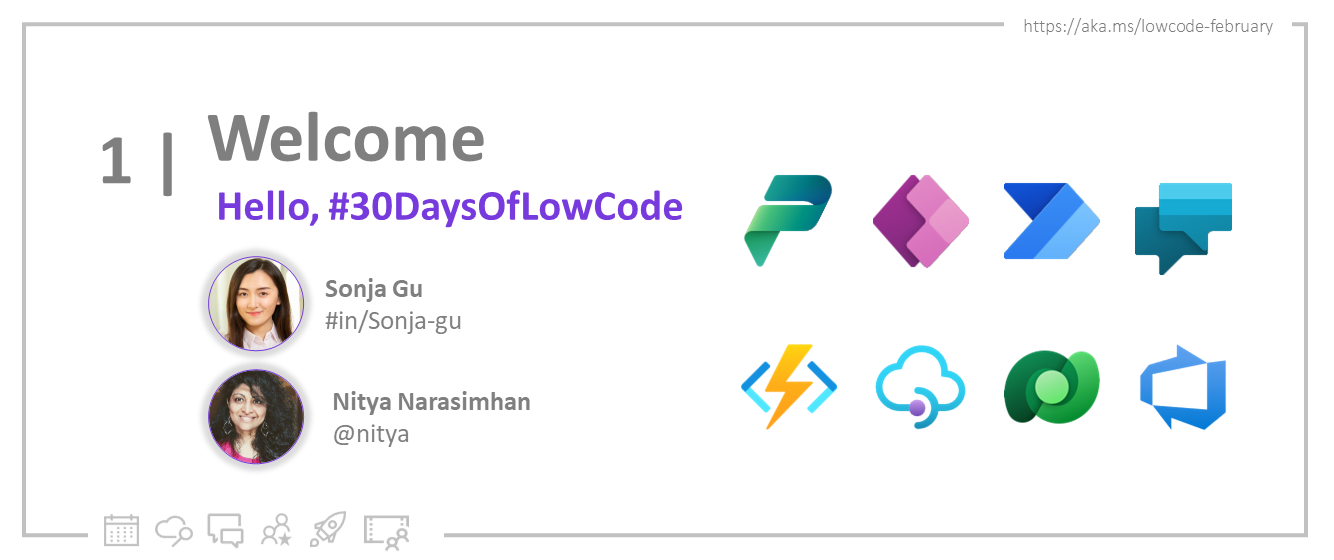 https://aka.ms/lowcode-february
1 |
Welcome
Hello, #30DaysOfLowCode
Sonja Gu
#in/Sonja-gu
Nitya Narasimhan
@nitya